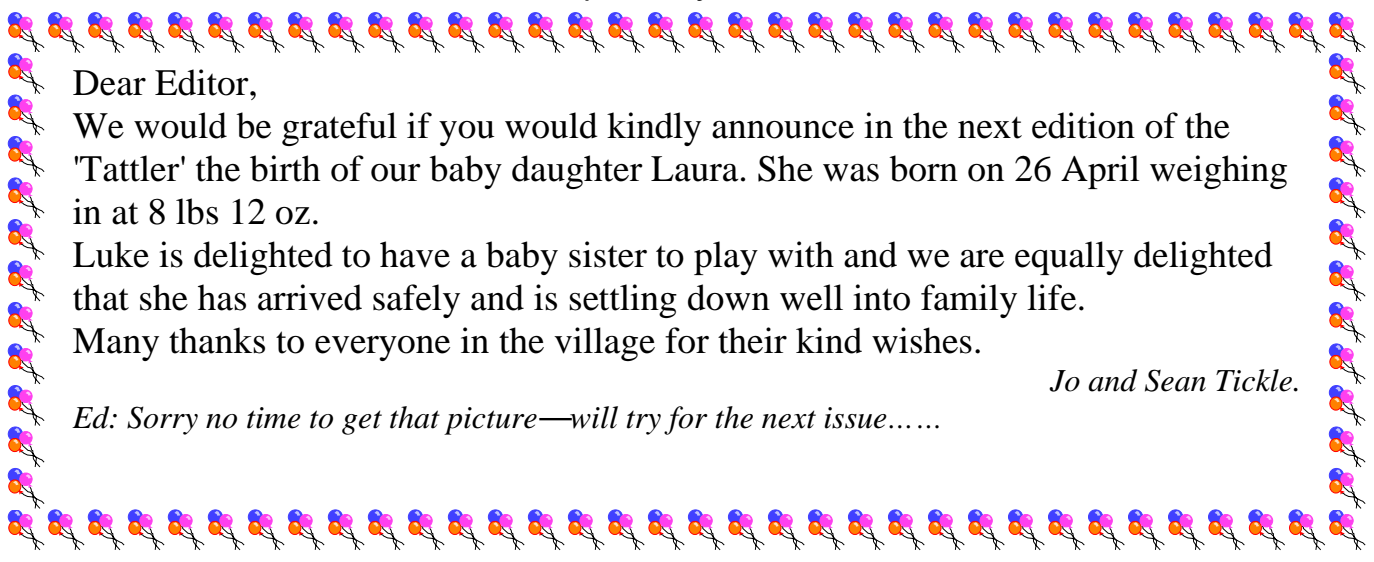 Dear Editor,
We would be grateful if you would kindly announce in the next edition of the
'Tattler' the birth of our baby daughter Laura. She was born on 26 April weighing
in at 8 lbs 12 oz.
Luke is delighted to have a baby sister to play with and we are equally delighted
that she has arrived safely and is settling down well into family life.
Many thanks to everyone in the village for their kind wishes.
Jo and Sean Tickle.
Ed: Sorry no time to get that picture—will try for the next issue……